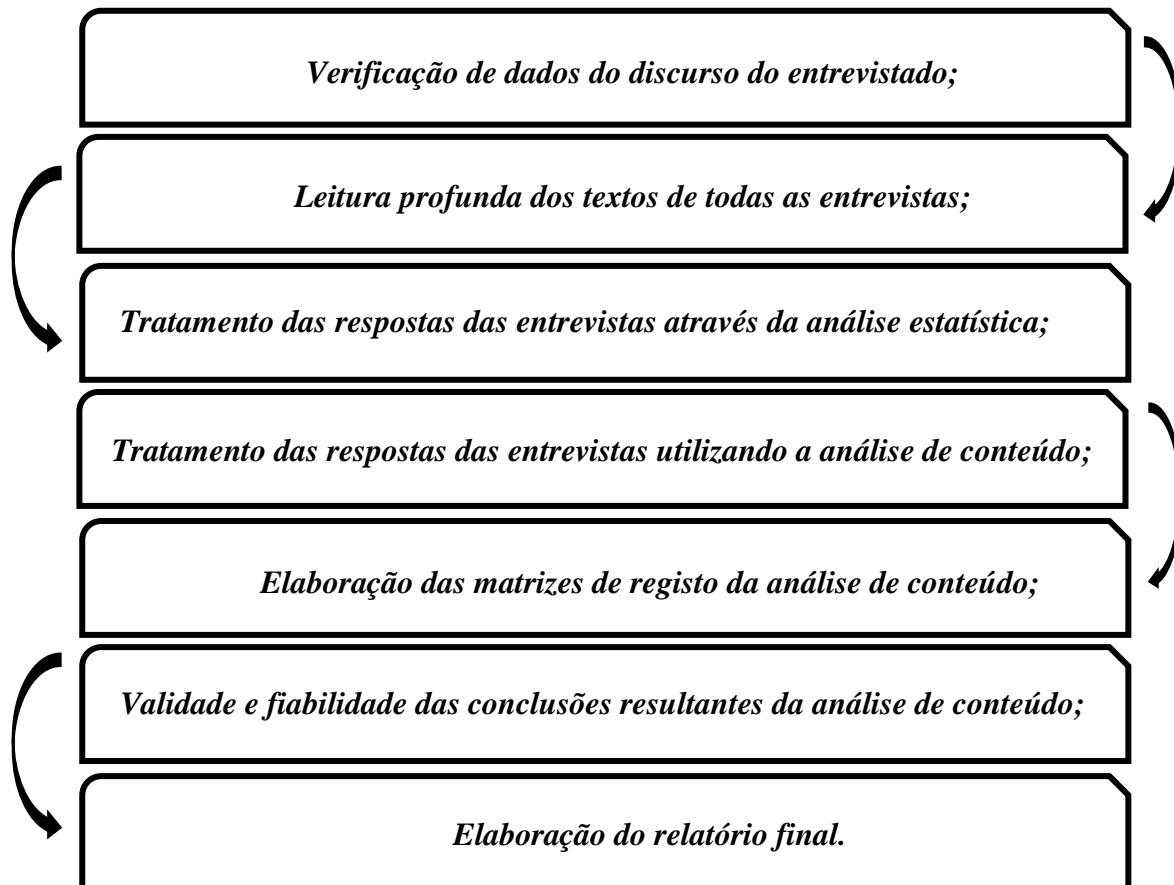 Verificação de dados do discurso do entrevistado;
Leitura profunda dos textos de todas as entrevistas;
Tratamento das respostas das entrevistas através da análise estatística;
Tratamento das respostas das entrevistas utilizando a análise de conteúdo;
Elaboração das matrizes de registo da análise de conteúdo;
Validade e fiabilidade das conclusões resultantes da análise de conteúdo;
Elaboração do relatório final.